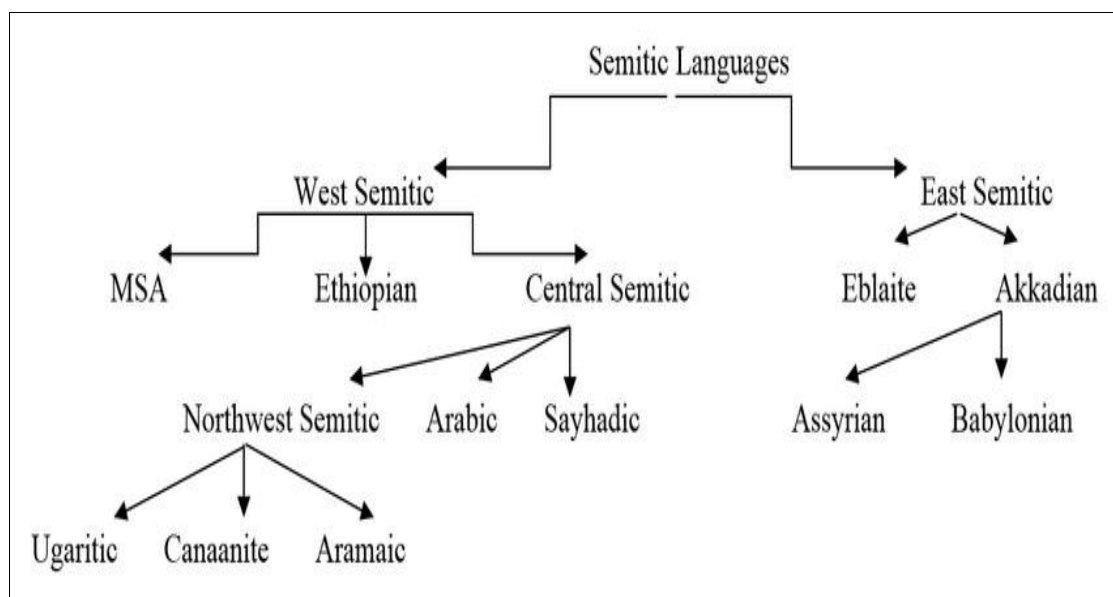 Semitic Languages
West Semitic East Semitic
MSA Ethiopian Central Semitic Eblaite Akkadian
Northwest Semitic Arabic Sayhadic Assyrian Babylonian
Ugaritic Canaanite Aramaic